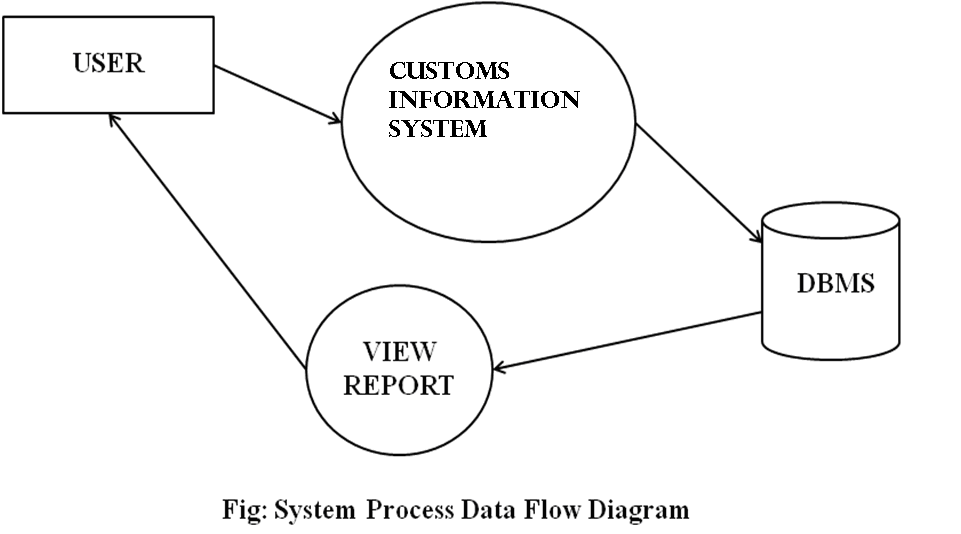 USER
CUSTOMS
INFORMATION
SYSTEM
DBMS
VIEW
REPORT
Fig: System Process Data Flow Diagram